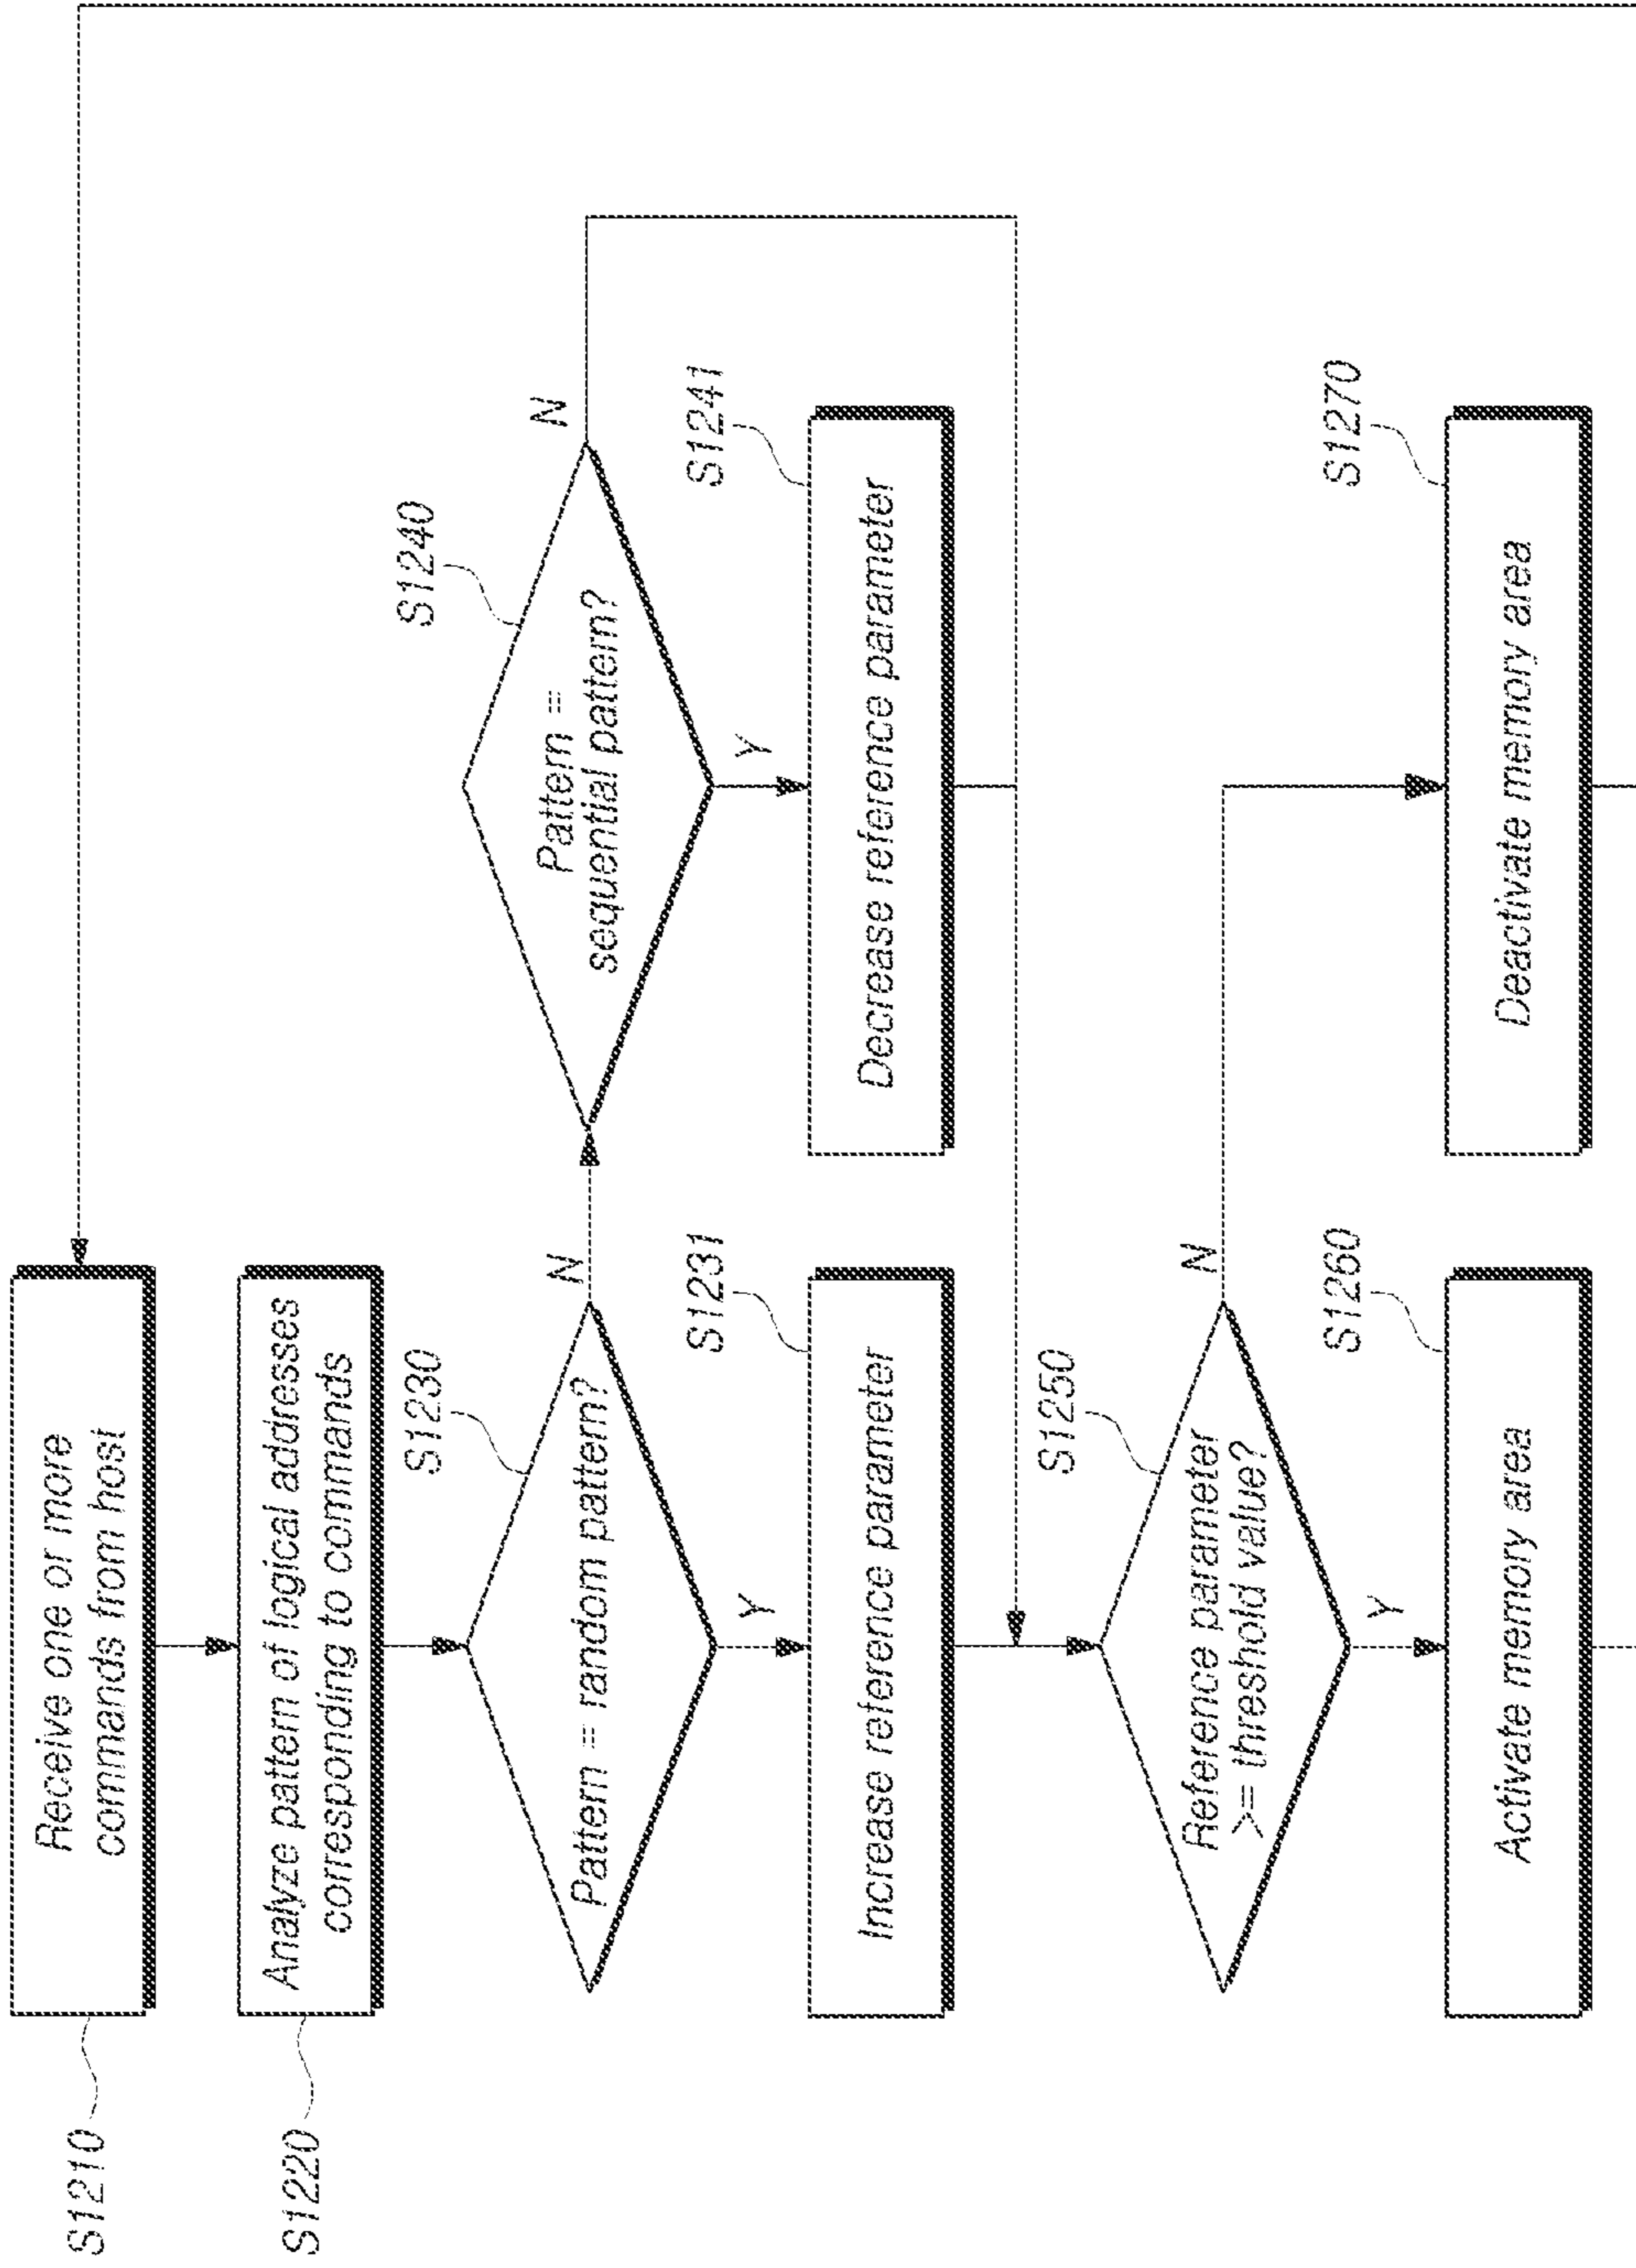 S1210
Receive one or more
commands from host
S1220
Analyze pattern of logical addresses
corresponding to commands
S1230
Pattern = random pattern?
N
Y
S1240
Pattern =
sequential pattern?
N
Y
S1231
Increase reference parameter
S1241
Decrease reference parameter
S1250
Reference parameter
>= threshold value?
N
Y
S1260
Activate memory area
S1270
Deactivate memory area